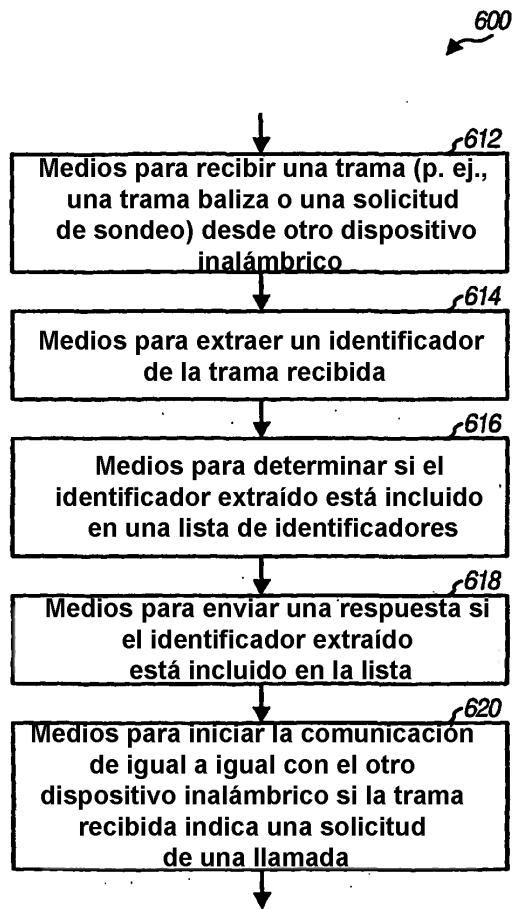 600
612
Medios para recibir una trama (p. ej.,
una trama baliza o una solicitud
de sondeo) desde otro dispositivo
inalámbrico
614
Medios para extraer un identificador
de la trama recibida
616
Medios para determinar si el
identificador extraído está incluido
en una lista de identificadores
618
Medios para enviar una respuesta si
el identificador extraído
está incluido en la lista
620
Medios para iniciar la comunicación
de igual a igual con el otro
dispositivo inalámbrico si la trama
recibida indica una solicitud
de una llamada